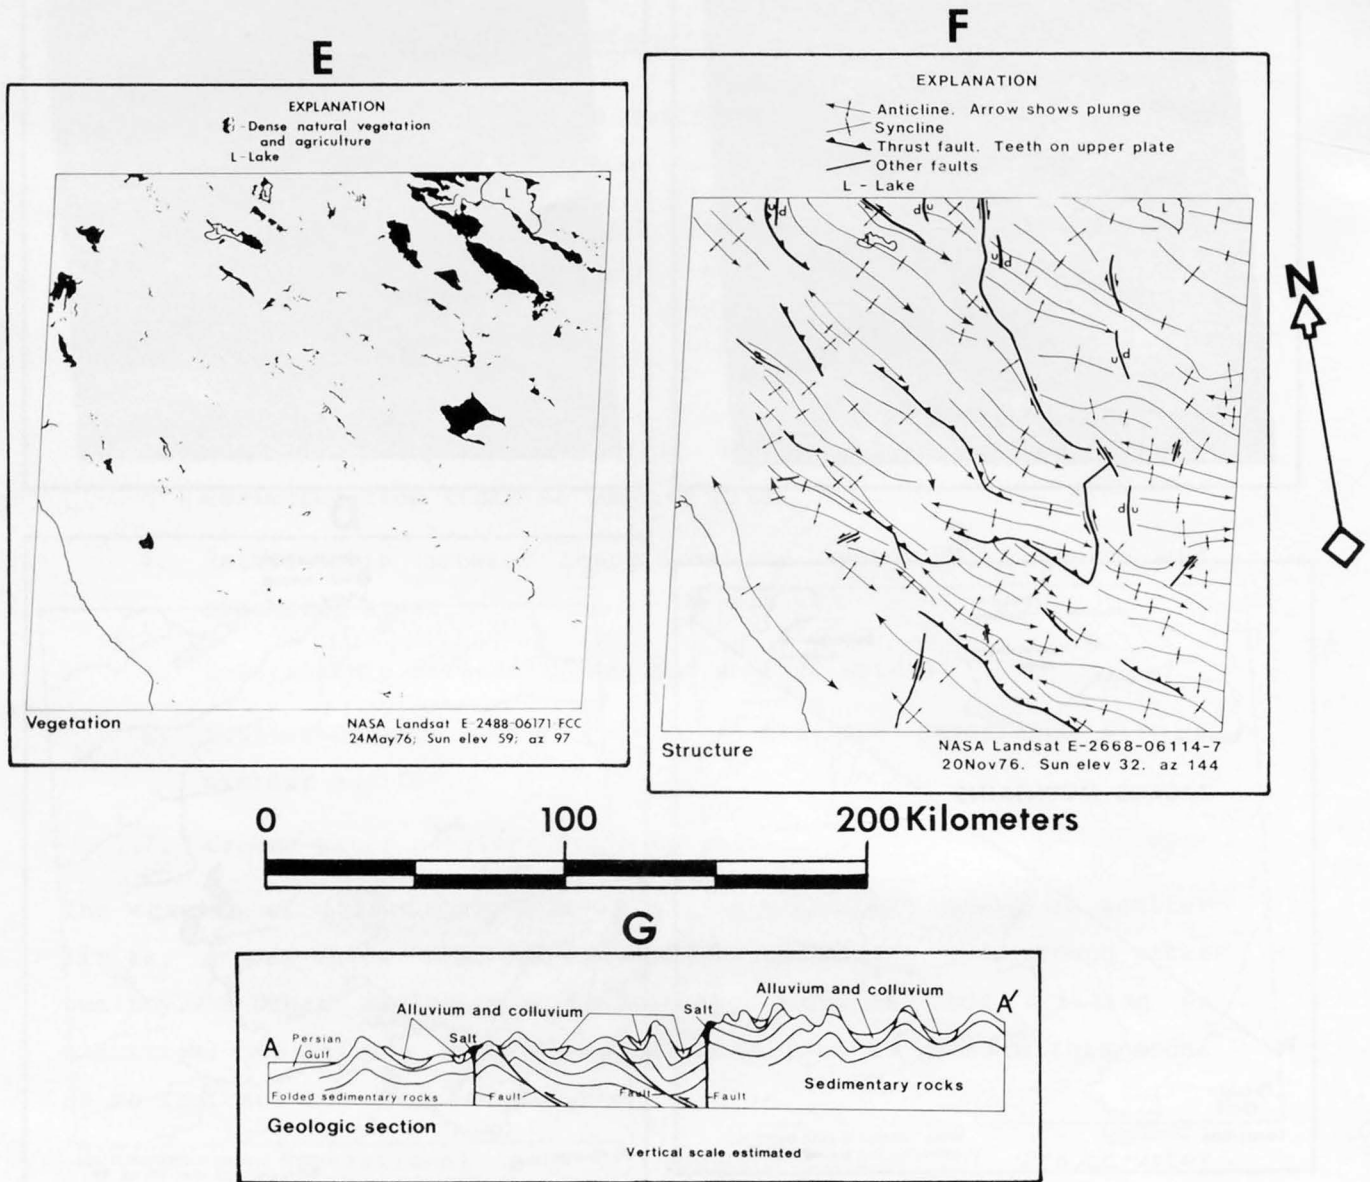 E
EXPLANATION
-Dense natural vegetation
and agriculture
L-Lake
L
Vegetation
NASA Landsat E-2488-06171 FCC
24May76; Sun elev 59; az 97
F
EXPLANATION
Anticline. Arrow shows plunge
Syncline
Thrust fault. Teeth on upper plate
Other faults
L - Lake
u d
d u
L
u d
u d
d u
Structure
NASA Landsat E-2668-06114-7
20Nov76. Sun elev 32. az 144
N
0 100 200 Kilometers
G
Alluvium and colluvium
A'
Salt
Alluvium and colluvium
A
Persian
Gulf
Salt
Sedimentary rocks
Folded sedimentary rocks
Fault
Fault
Fault
Geologic section
Vertical scale estimated